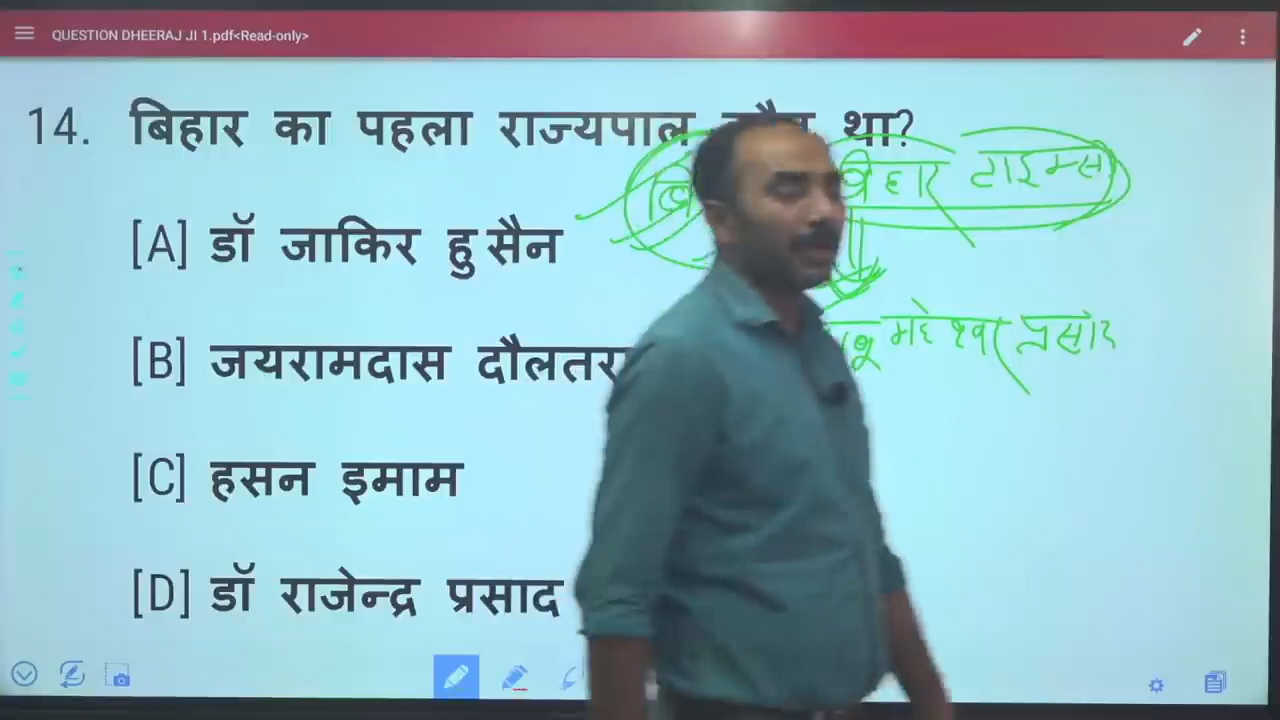 QUESTION DHEERAJ JI 1.pdf<Read-only>
14. बिहार का पहला राज्यपाल कौन था?
बिहार टाइम्स
[A] डॉ जाकिर हुसैन
महेश्वर प्रसाद
[B] जयरामदास
[C] हसन इमाम
[D] डॉ राजेन्द्र प्रसाद